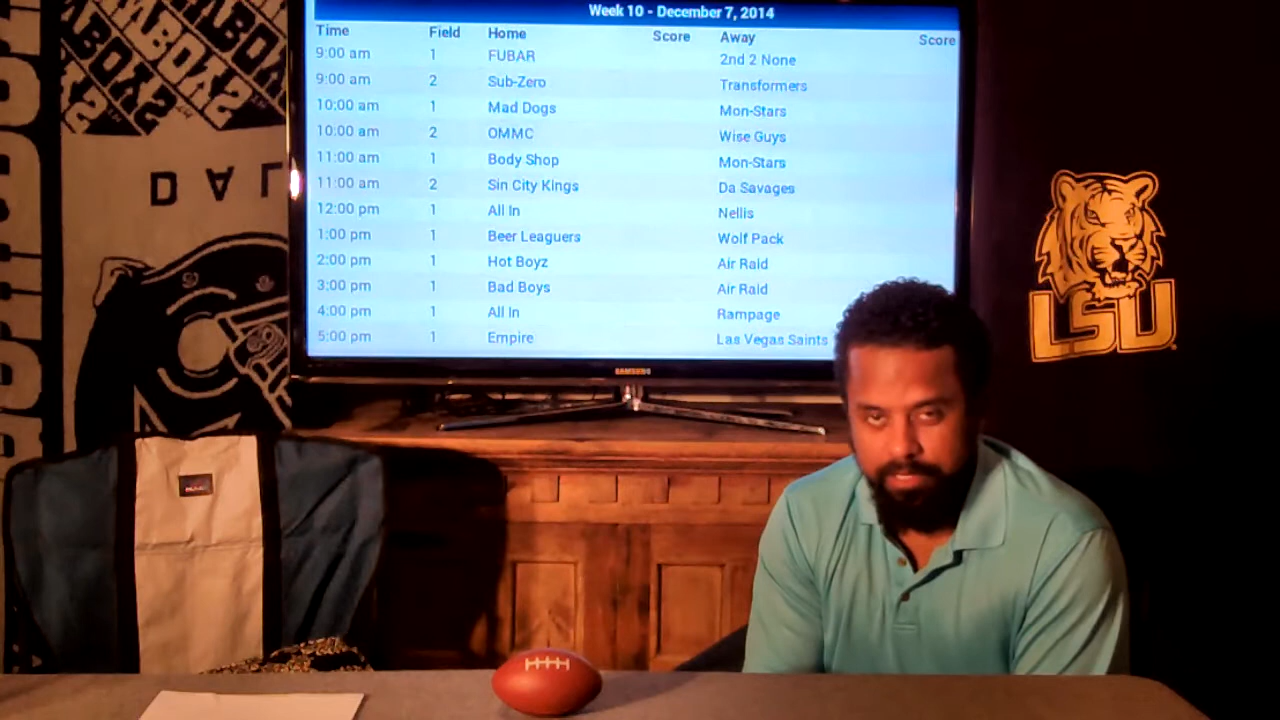 Week 10 - December 7, 2014
Time Field Home Score Away Score
9:00 am 1 FUBAR 2nd 2 None
9:00 am 2 Sub-Zero Transformers
10:00 am 1 Mad Dogs Mon-Stars
10:00 am 2 OMMC Wise Guys
11:00 am 1 Body Shop Mon-Stars
11:00 am 2 Sin City Kings Da Savages
12:00 pm 1 All In Nellis
1:00 pm 1 Beer Leaguers Wolf Pack
2:00 pm 1 Hot Boyz Air Raid
3:00 pm 1 Bad Boys Air Raid
4:00 pm 1 All In Rampage
5:00 pm 1 Empire Las Vegas Saints
SAMSUNG
LSU
DAL